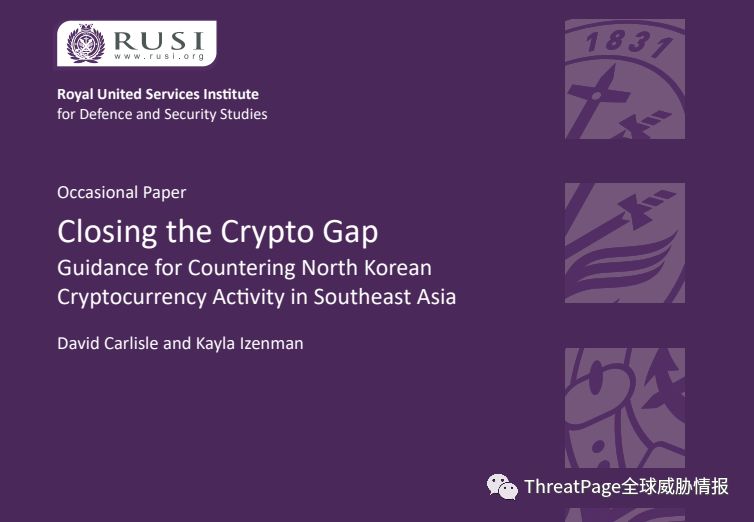 RUSI
www.rusi.org
Royal United Services Institute
for Defence and Security Studies
1831
Occasional Paper
Closing the Crypto Gap
Guidance for Countering North Korean
Cryptocurrency Activity in Southeast Asia
David Carlisle and Kayla Izenman
ThreatPage全球威胁情报